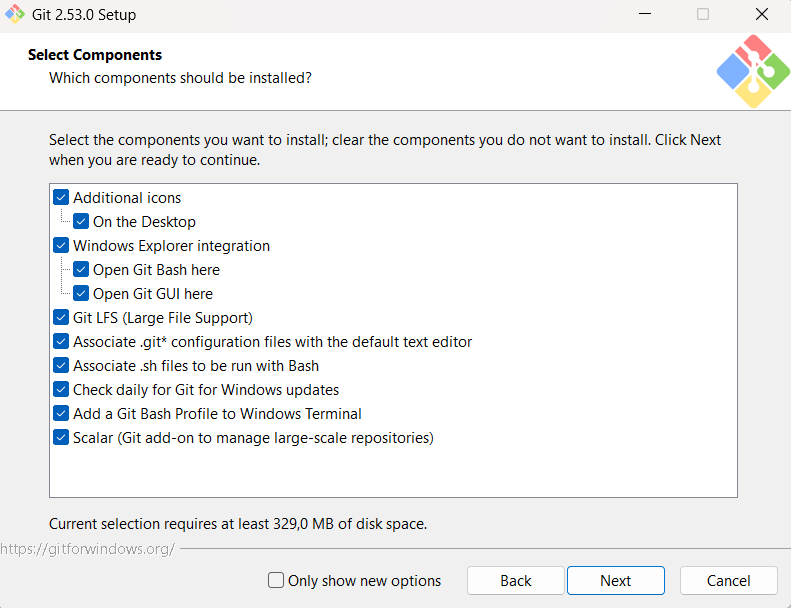 Git 2.53.0 Setup
Select Components
Which components should be installed?
Select the components you want to install; clear the components you do not want to install. Click Next
when you are ready to continue.
Additional icons
On the Desktop
Windows Explorer integration
Open Git Bash here
Open Git GUI here
Git LFS (Large File Support)
Associate .git* configuration files with the default text editor
Associate .sh files to be run with Bash
Check daily for Git for Windows updates
Add a Git Bash Profile to Windows Terminal
Scalar (Git add-on to manage large-scale repositories)
Current selection requires at least 329,0 MB of disk space.
https://gitforwindows.org/
Only show new options
Back
Next
Cancel